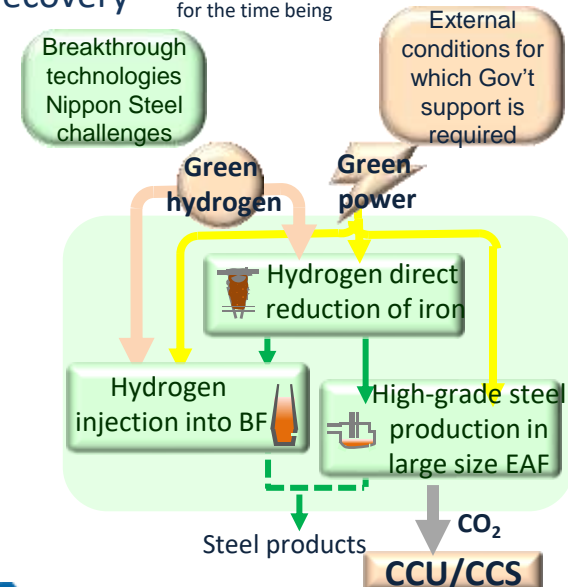 ecovery
for the time being
Breakthrough
technologies
Nippon Steel
challenges
External
conditions for
which Gov't
support is
required
Green
hydrogen
Green
power
Hydrogen direct
reduction of iron
Hydrogen
injection into BF
High-grade steel
production in
large size EAF
CO₂
Steel products
CCU/CCS